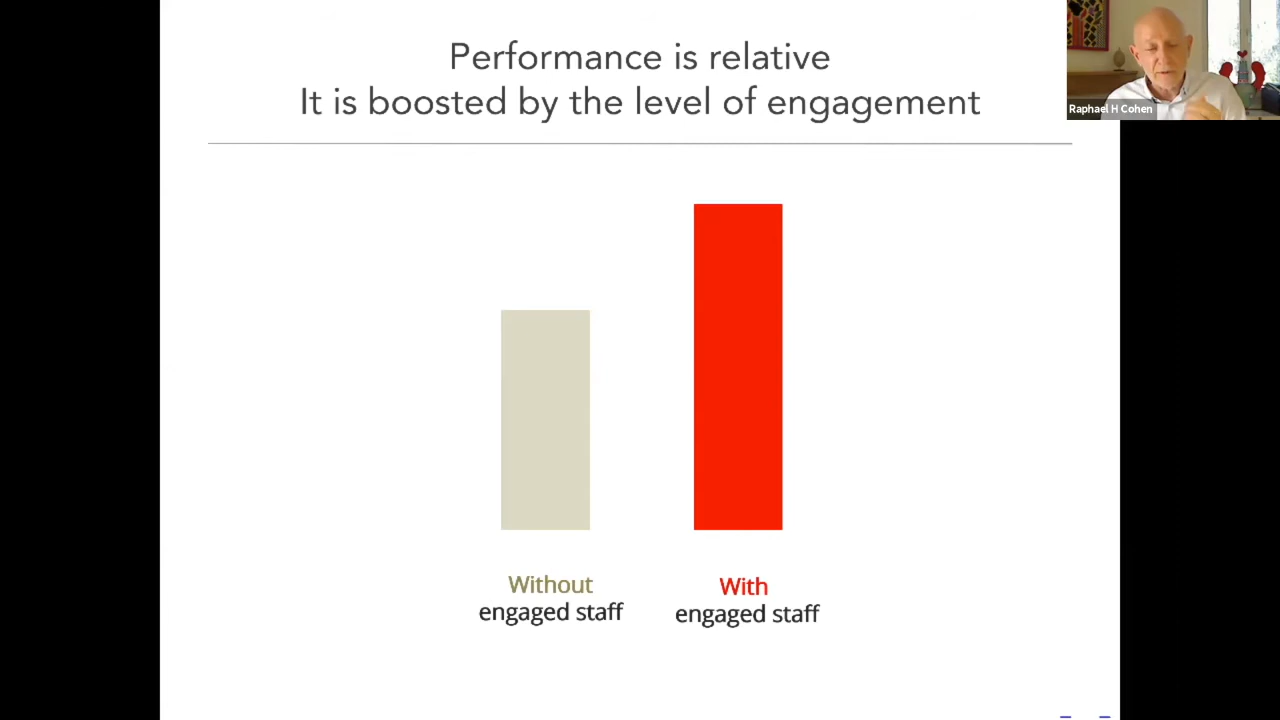 Performance is relative
It is boosted by the level of engagement
Raphael H Cohen
Without
engaged staff
With
engaged staff